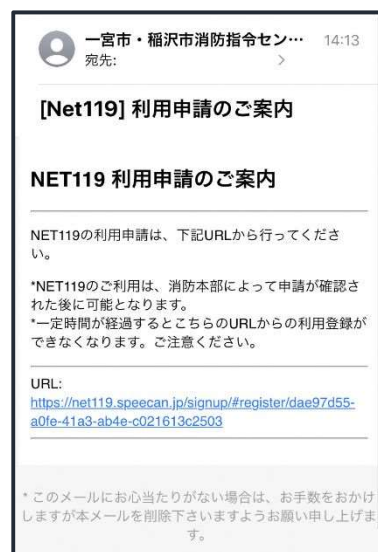 一宮市・稲沢市消防指令セン… 14:13
宛先:
[Net119] 利用申請のご案内
NET119 利用申請のご案内
NET119の利用申請は、下記URLから行ってくださ
い。
*NET119のご利用は、消防本部によって申請が確認さ
れた後に可能となります。
*一定時間が経過するとこちらのURLからの利用登録が
できなくなります。ご注意ください。
URL:
https://net119.speecan.jp/signup/#register/dae97d55-
a0fe-41a3-ab4e-c021613c2503
* このメールにお心当たりがない場合は、お手数をおかけ
しますが本メールを削除下さいますようお願い申し上げま
す。